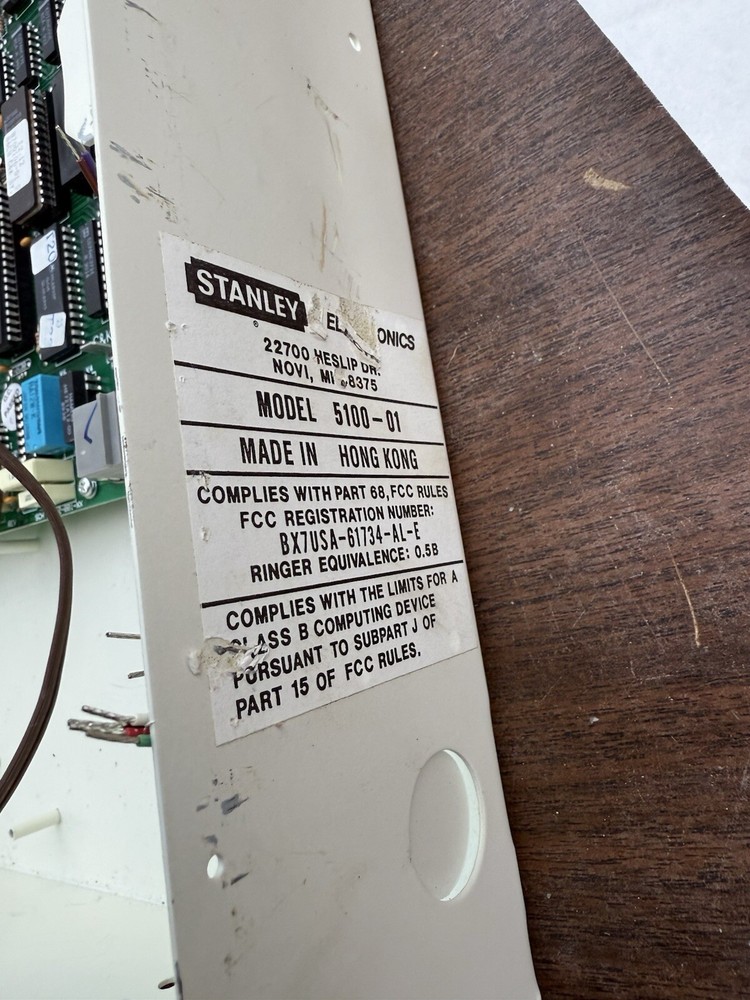 STANLEY
®
22700 HESLIP DR.
NOVI, MI
MODEL 5100-01
MADE IN HONG KONG
COMPLIES WITH PART 68, FCC RULES
FCC REGISTRATION NUMBER:
BX7USA-61734-AL-E
RINGER EQUIVALENCE: 0.5B
COMPLIES WITH THE LIMITS FOR A
CLASS B COMPUTING DEVICE
PURSUANT TO SUBPART J OF
PART 15 OF FCC RULES.